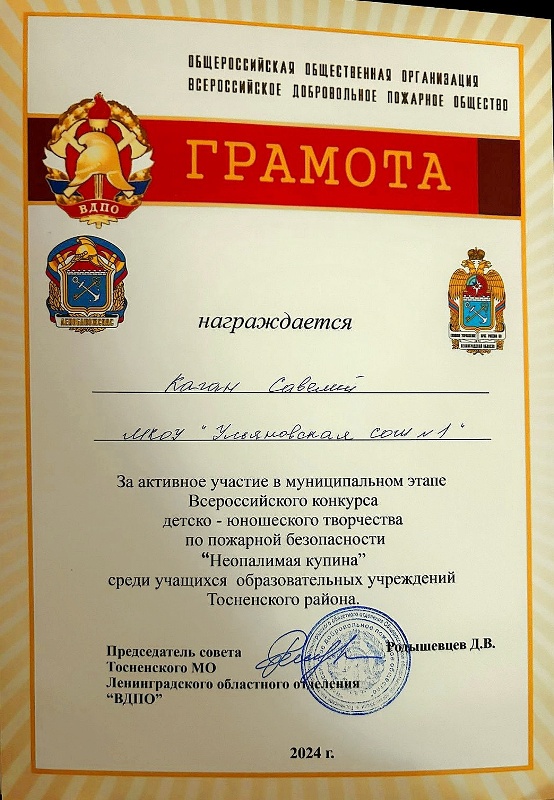 ОБЩЕРОССИЙСКАЯ ОБЩЕСТВЕННАЯ ОРГАНИЗАЦИЯ
ВСЕРОССИЙСКОЕ ДОБРОВОЛЬНОЕ ПОЖАРНОЕ ОБЩЕСТВО
ГРАМОТА
ВДПО
ЛЕНОБЛПОЖСПАС
награждается
Каган Савелий
МКОУ "Ульяновская СОШ №1"
За активное участие в муниципальном этапе
Всероссийского конкурса
детско - юношеского творчества
по пожарной безопасности
“Неопалимая купина”
среди учащихся образовательных учреждений
Тосненского района.
Председатель совета Родышевцев Д.В.
Тосненского МО
Ленинградского областного отделения
“ВДПО”
2024 г.